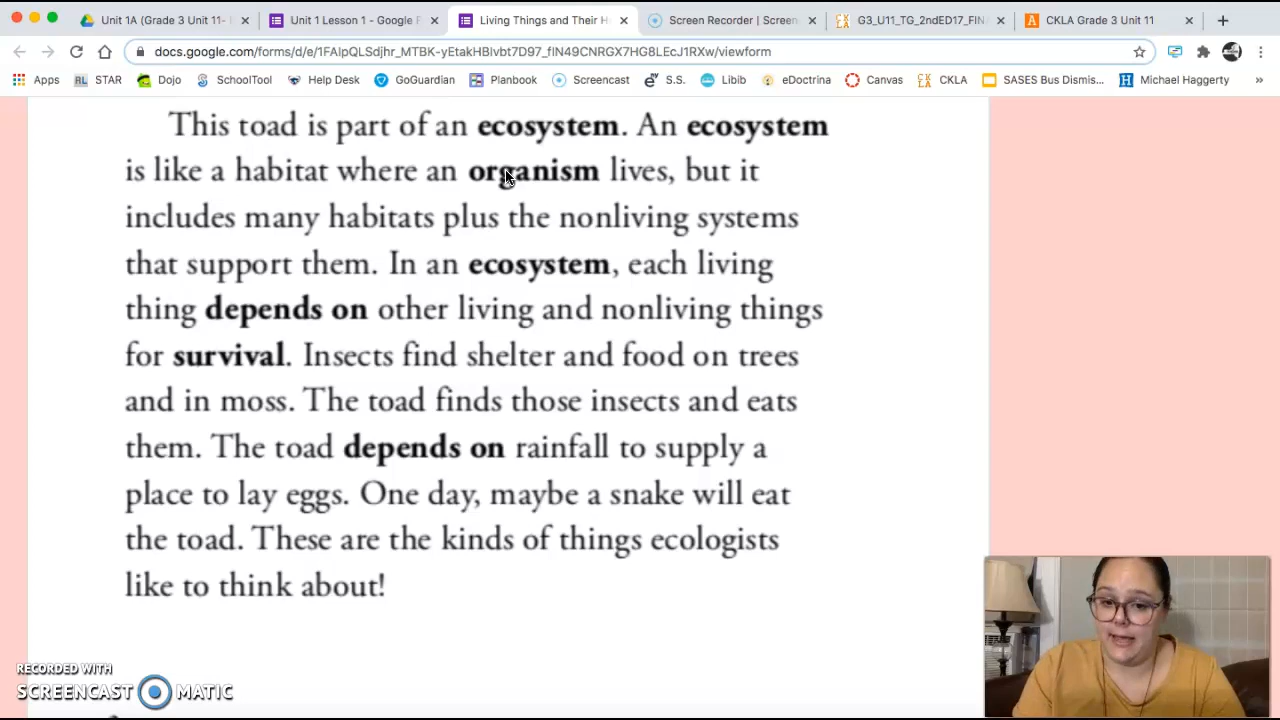 Unit 1A (Grade 3 Unit 11-
Unit 1 Lesson 1 - Google F
Living Things and Their H
Screen Recorder | Screen
G3_U11_TG_2ndED17_FIN
CKLA Grade 3 Unit 11
Apps STAR Dojo SchoolTool Help Desk GoGuardian Planbook Screencast S.S. Libib eDoctrina Canvas CKLA SASES Bus Dismis... Michael Haggerty
This toad is part of an ecosystem. An ecosystem
is like a habitat where an organism lives, but it
includes many habitats plus the nonliving systems
that support them. In an ecosystem, each living
thing depends on other living and nonliving things
for survival. Insects find shelter and food on trees
and in moss. The toad finds those insects and eats
them. The toad depends on rainfall to supply a
place to lay eggs. One day, maybe a snake will eat
the toad. These are the kinds of things ecologists
like to think about!
RECORDED WITH
SCREENCAST MATIC